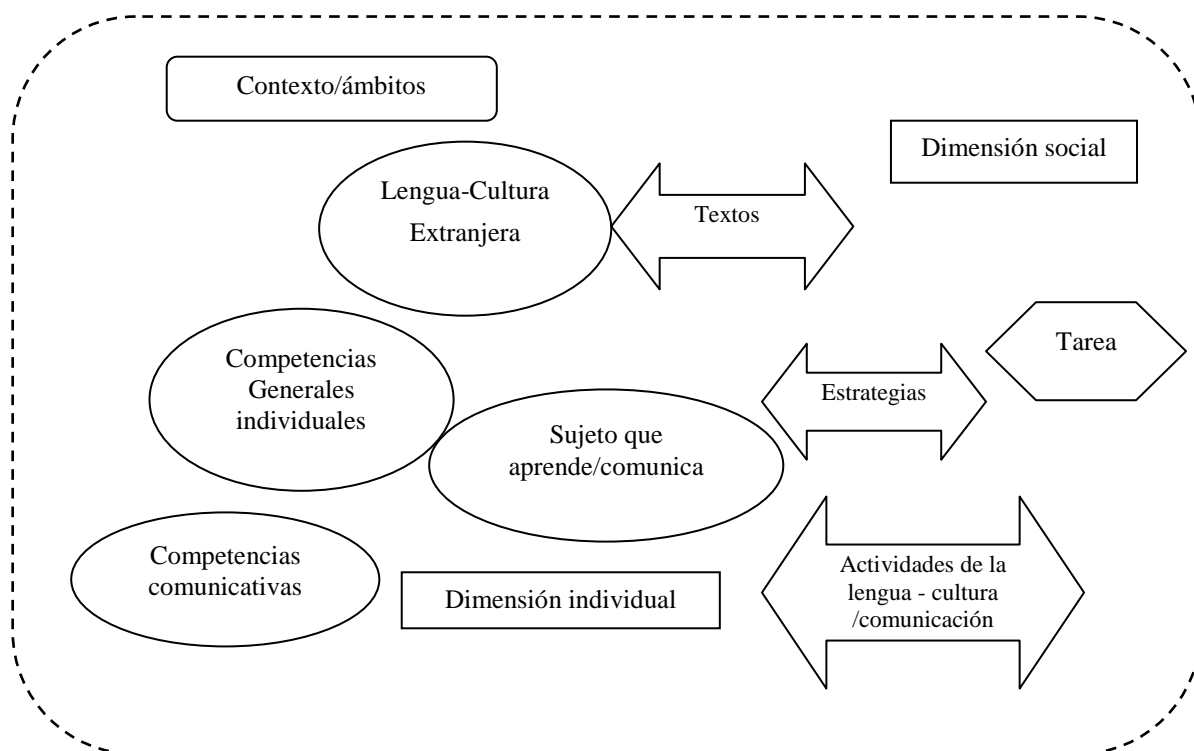 Contexto/ámbitos
Dimensión social
Lengua-Cultura
Extranjera
Textos
Competencias
Generales
individuales
Tarea
Estrategias
Sujeto que
aprende/comunica
Competencias
comunicativas
Dimensión individual
Actividades de la
lengua - cultura
/comunicación